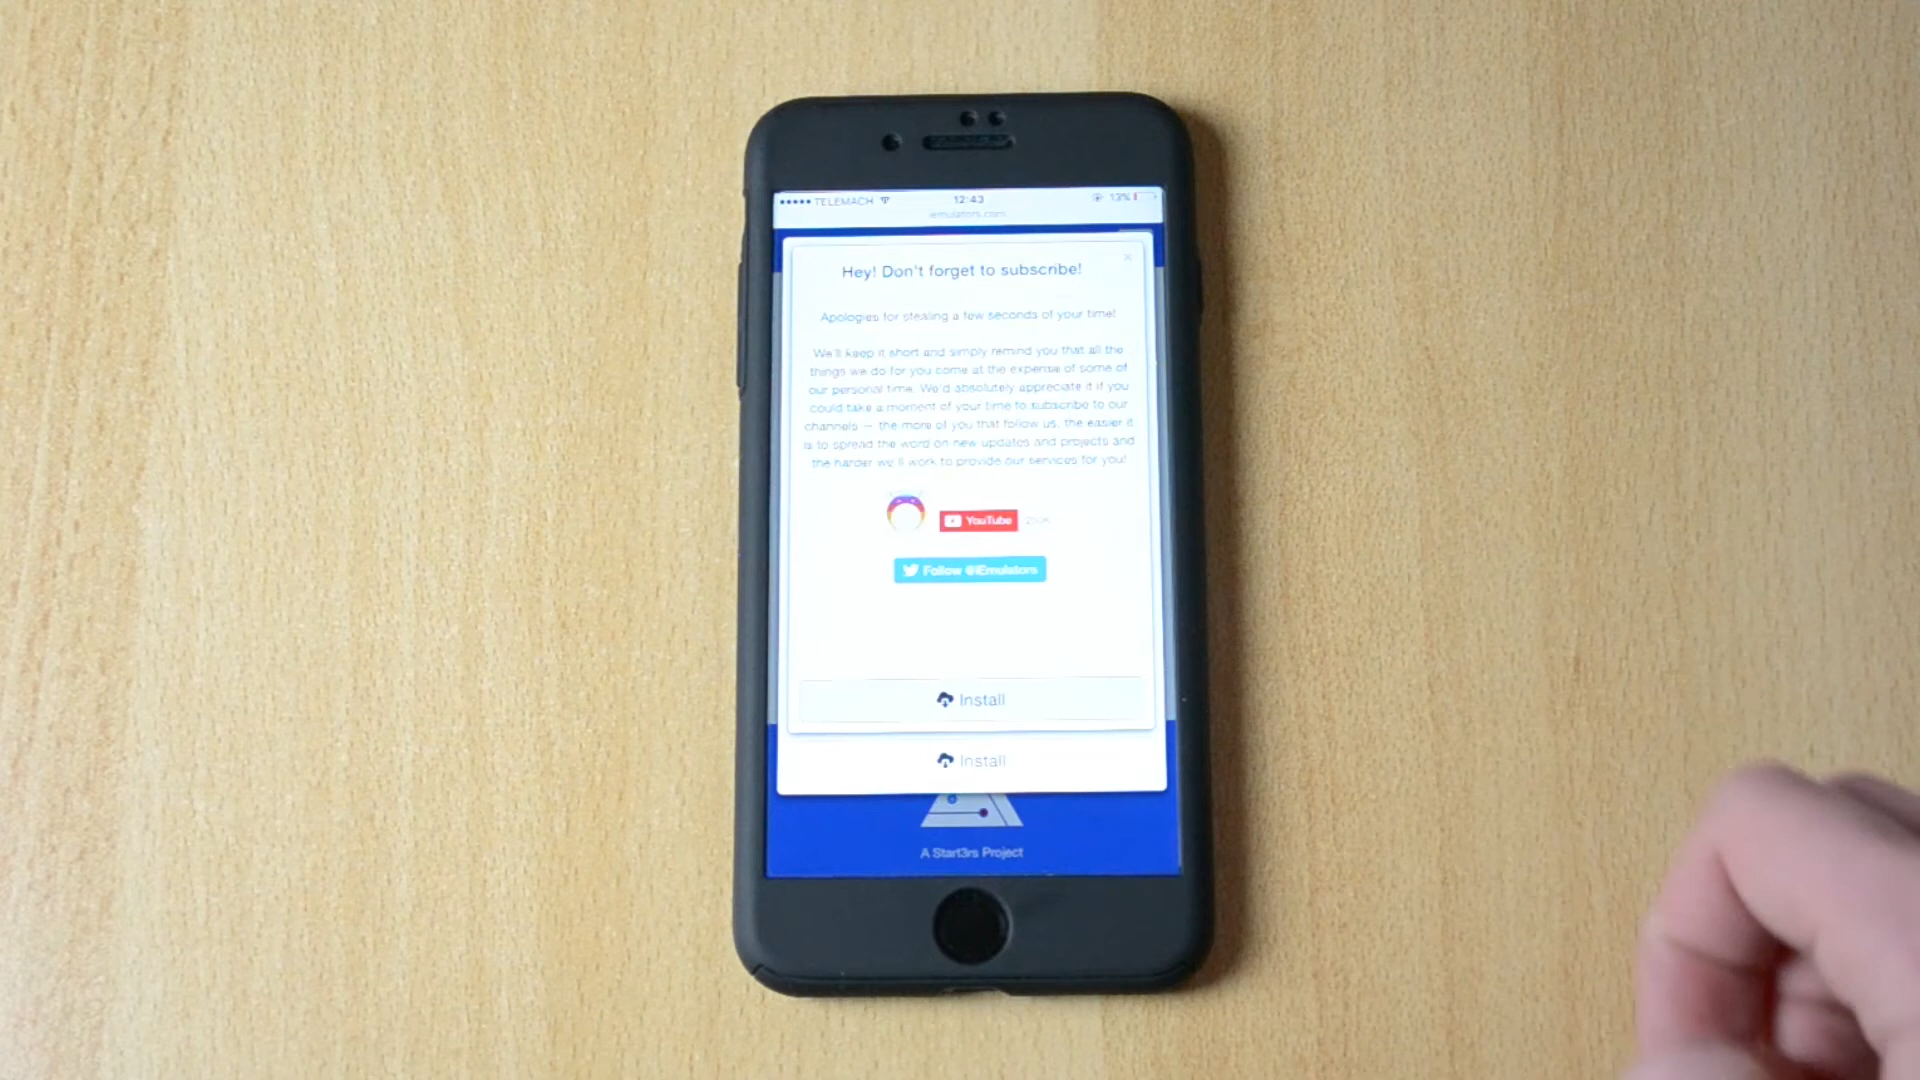 TELEMACH 12:43 13%
iemulators.com
Hey! Don't forget to subscribe!
Apologies for stealing a few seconds of your time!
We'll keep it short and simply remind you that all the
things we do for you come at the expense of some of
our personal time. We'd absolutely appreciate it if you
could take a moment of your time to subscribe to our
channels — the more of you that follow us, the easier it
is to spread the word on new updates and projects and
the harder we'll work to provide our services for you!
YouTube
Follow @iEmulators
Install
Install
A Start3rs Project